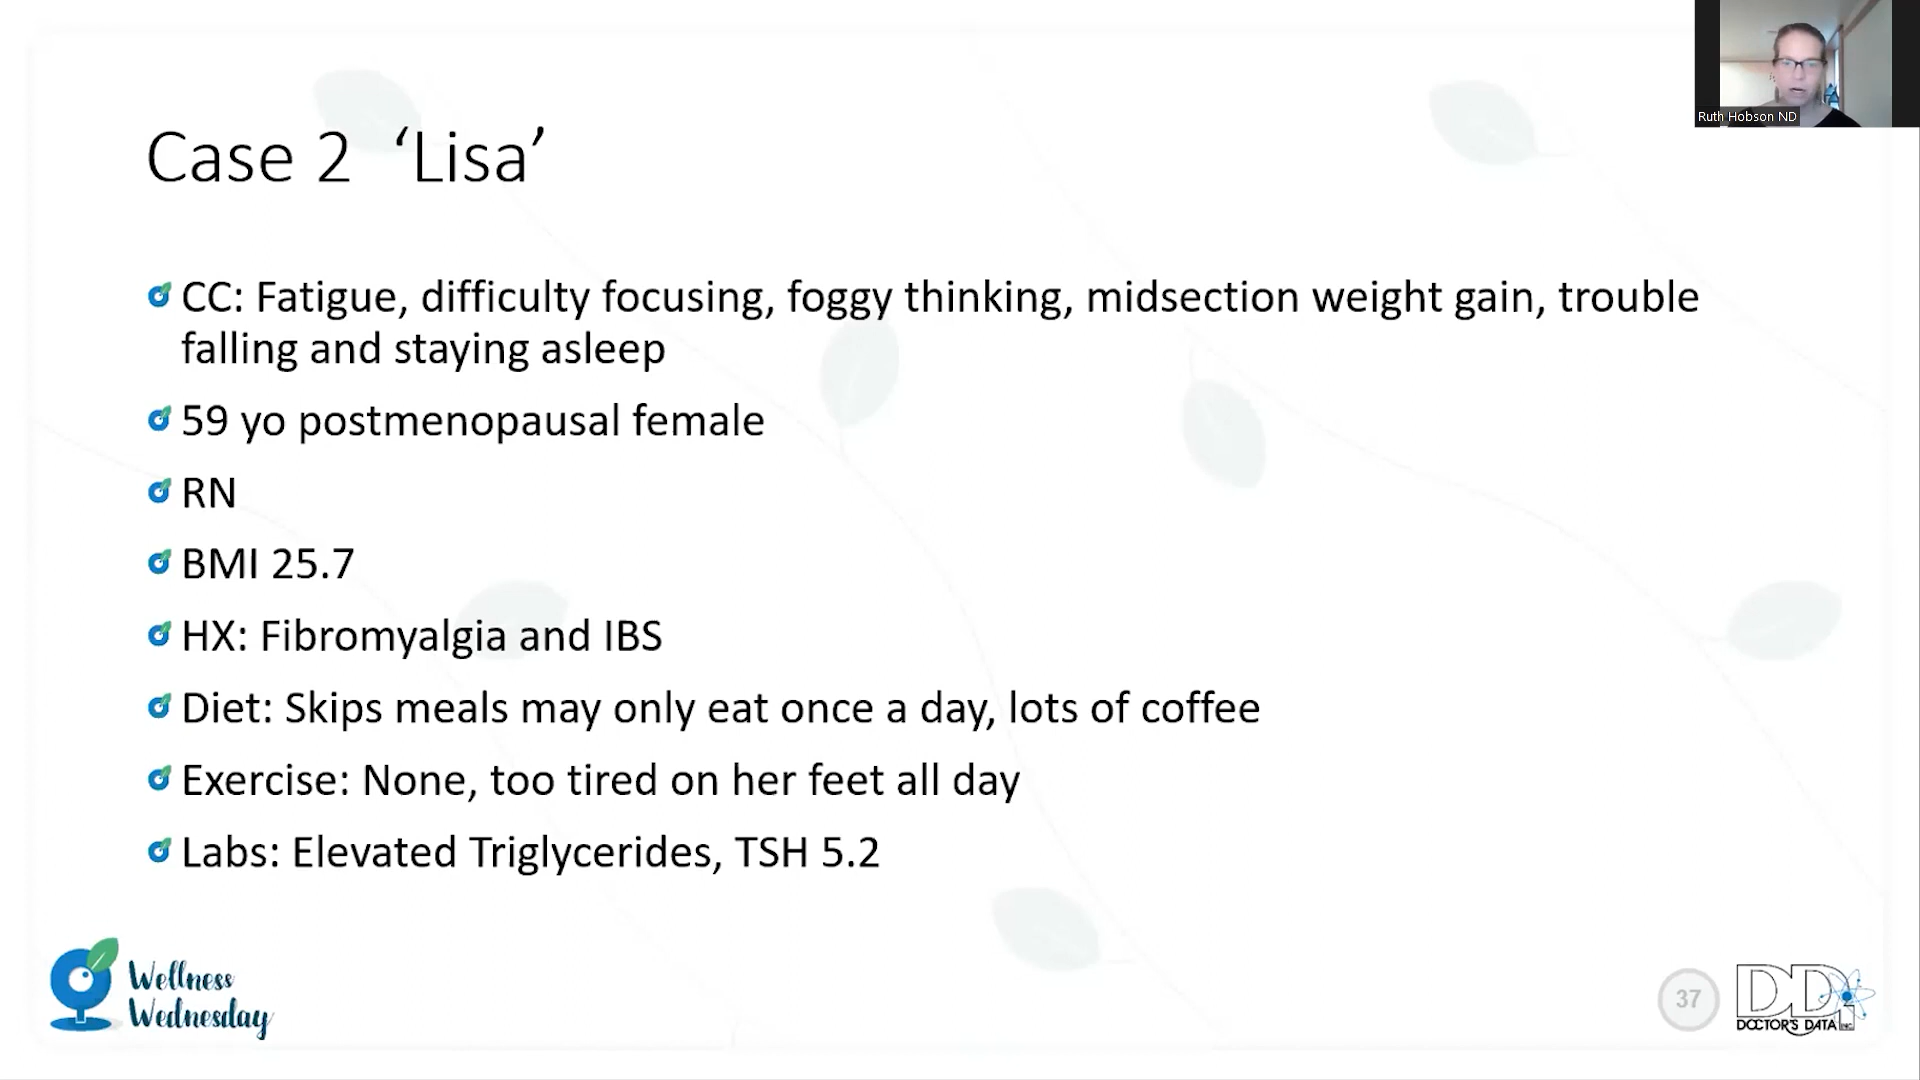 Ruth Hobson ND
Case 2 ‘Lisa’
CC: Fatigue, difficulty focusing, foggy thinking, midsection weight gain, trouble
falling and staying asleep
59 yo postmenopausal female
RN
BMI 25.7
HX: Fibromyalgia and IBS
Diet: Skips meals may only eat once a day, lots of coffee
Exercise: None, too tired on her feet all day
Labs: Elevated Triglycerides, TSH 5.2
Wellness
Wednesday
37
DDI
DOCTOR'S DATA INC